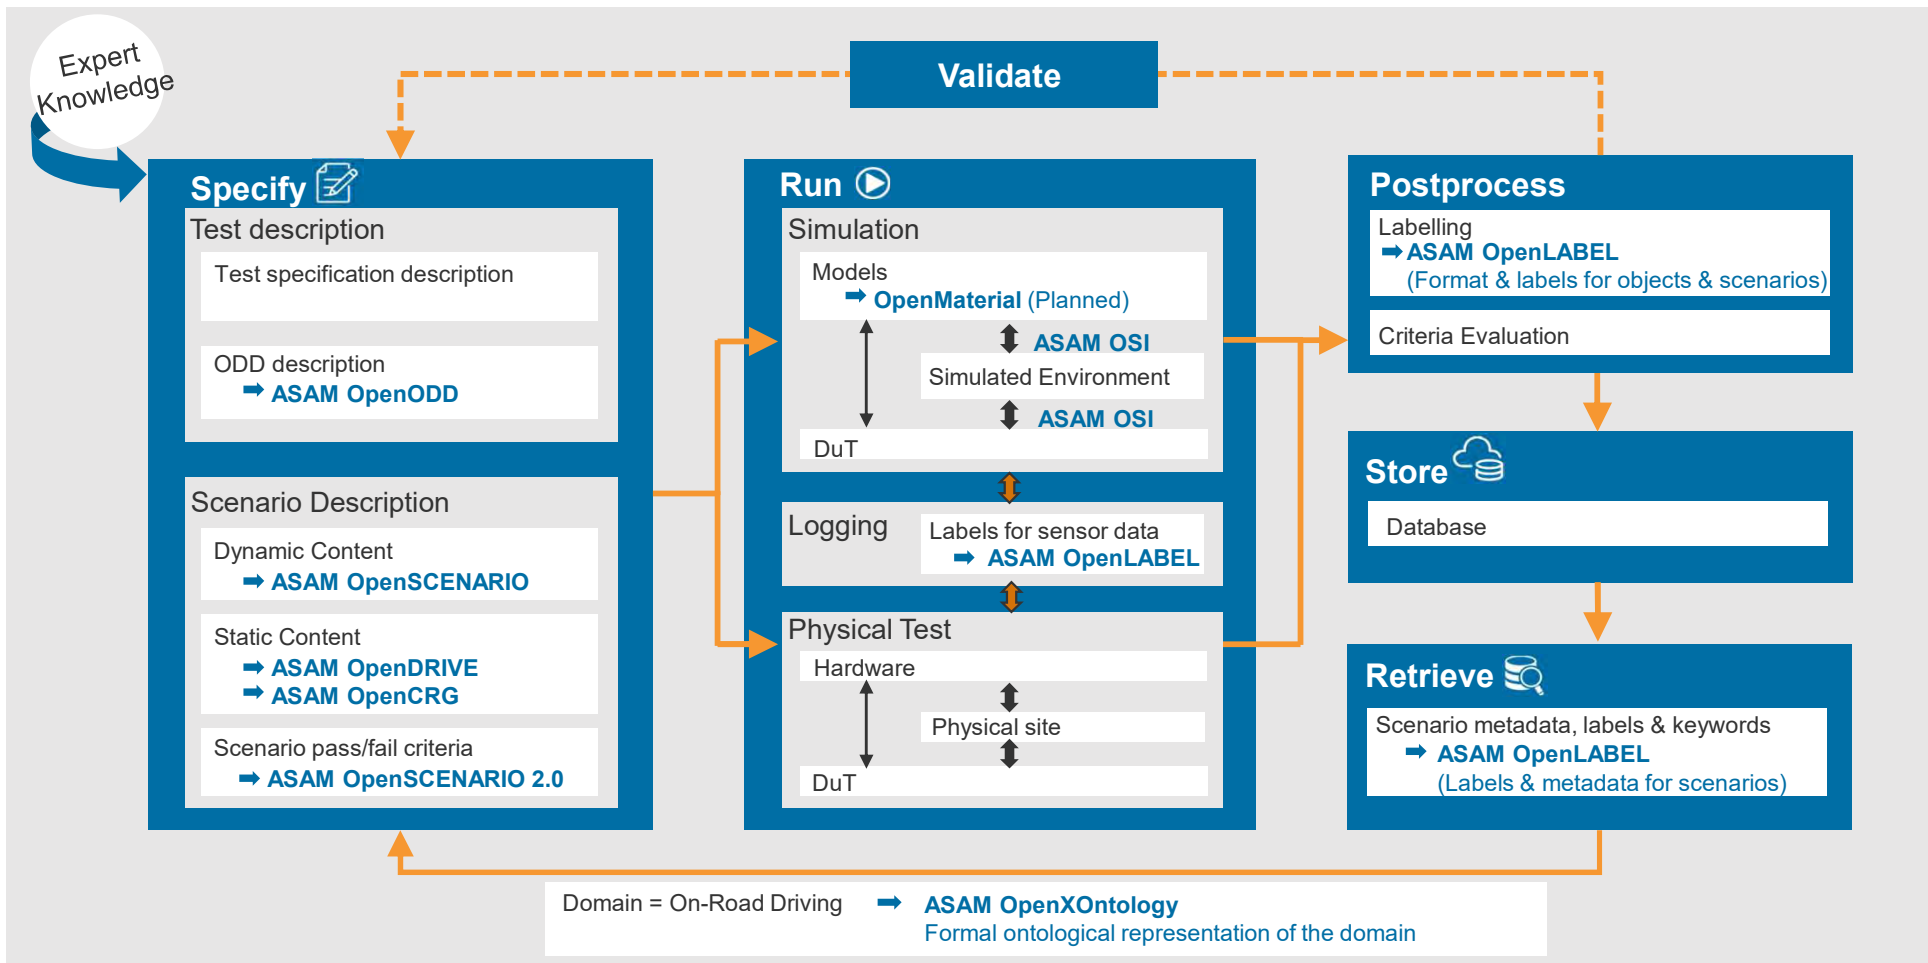 Expert
Knowledge
Validate
Specify
Test description
Test specification description
ODD description
ASAM OpenODD
Scenario Description
Dynamic Content
ASAM OpenSCENARIO
Static Content
ASAM OpenDRIVE
ASAM OpenCRG
Scenario pass/fail criteria
ASAM OpenSCENARIO 2.0
Run
Simulation
Models
OpenMaterial (Planned)
ASAM OSI
Simulated Environment
ASAM OSI
DuT
Logging
Labels for sensor data
ASAM OpenLABEL
Physical Test
Hardware
Physical site
DuT
Postprocess
Labelling
ASAM OpenLABEL
(Format & labels for objects & scenarios)
Criteria Evaluation
Store
Database
Retrieve
Scenario metadata, labels & keywords
ASAM OpenLABEL
(Labels & metadata for scenarios)
Domain = On-Road Driving
ASAM OpenXOntology
Formal ontological representation of the domain